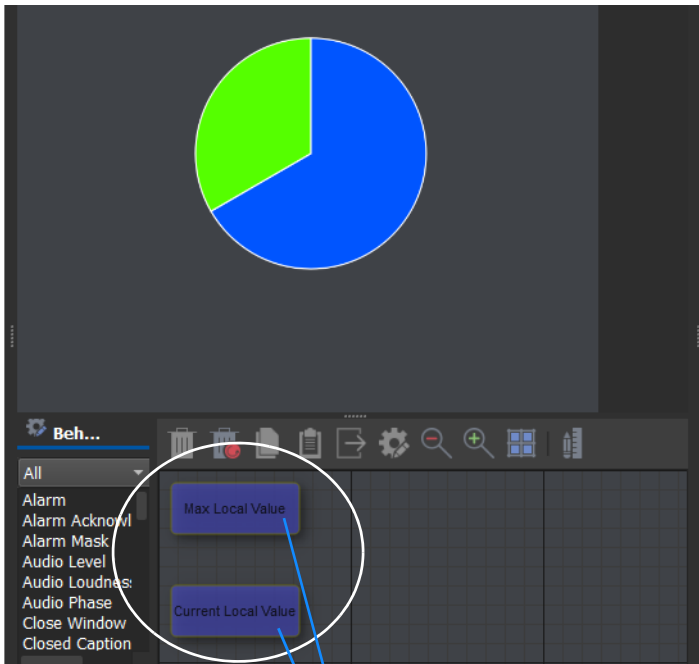 Beh...
All
Alarm
Alarm Acknowl
Alarm Mask
Audio Level
Audio Loudnes
Audio Phase
Close Window
Closed Caption
Max Local Value
Current Local Value